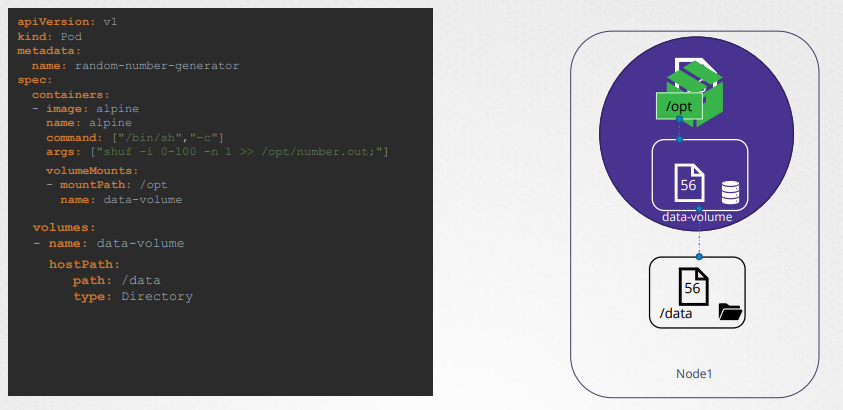 apiVersion: v1
kind: Pod
metadata:
  name: random-number-generator
spec:
  containers:
  - image: alpine
    name: alpine
    command: ["/bin/sh","-c"]
    args: ["shuf -i 0-100 -n 1 >> /opt/number.out;"]
    volumeMounts:
    - mountPath: /opt
      name: data-volume
  volumes:
  - name: data-volume
    hostPath:
       path: /data
       type: Directory
/opt
56
data-volume
56
/data
Node1